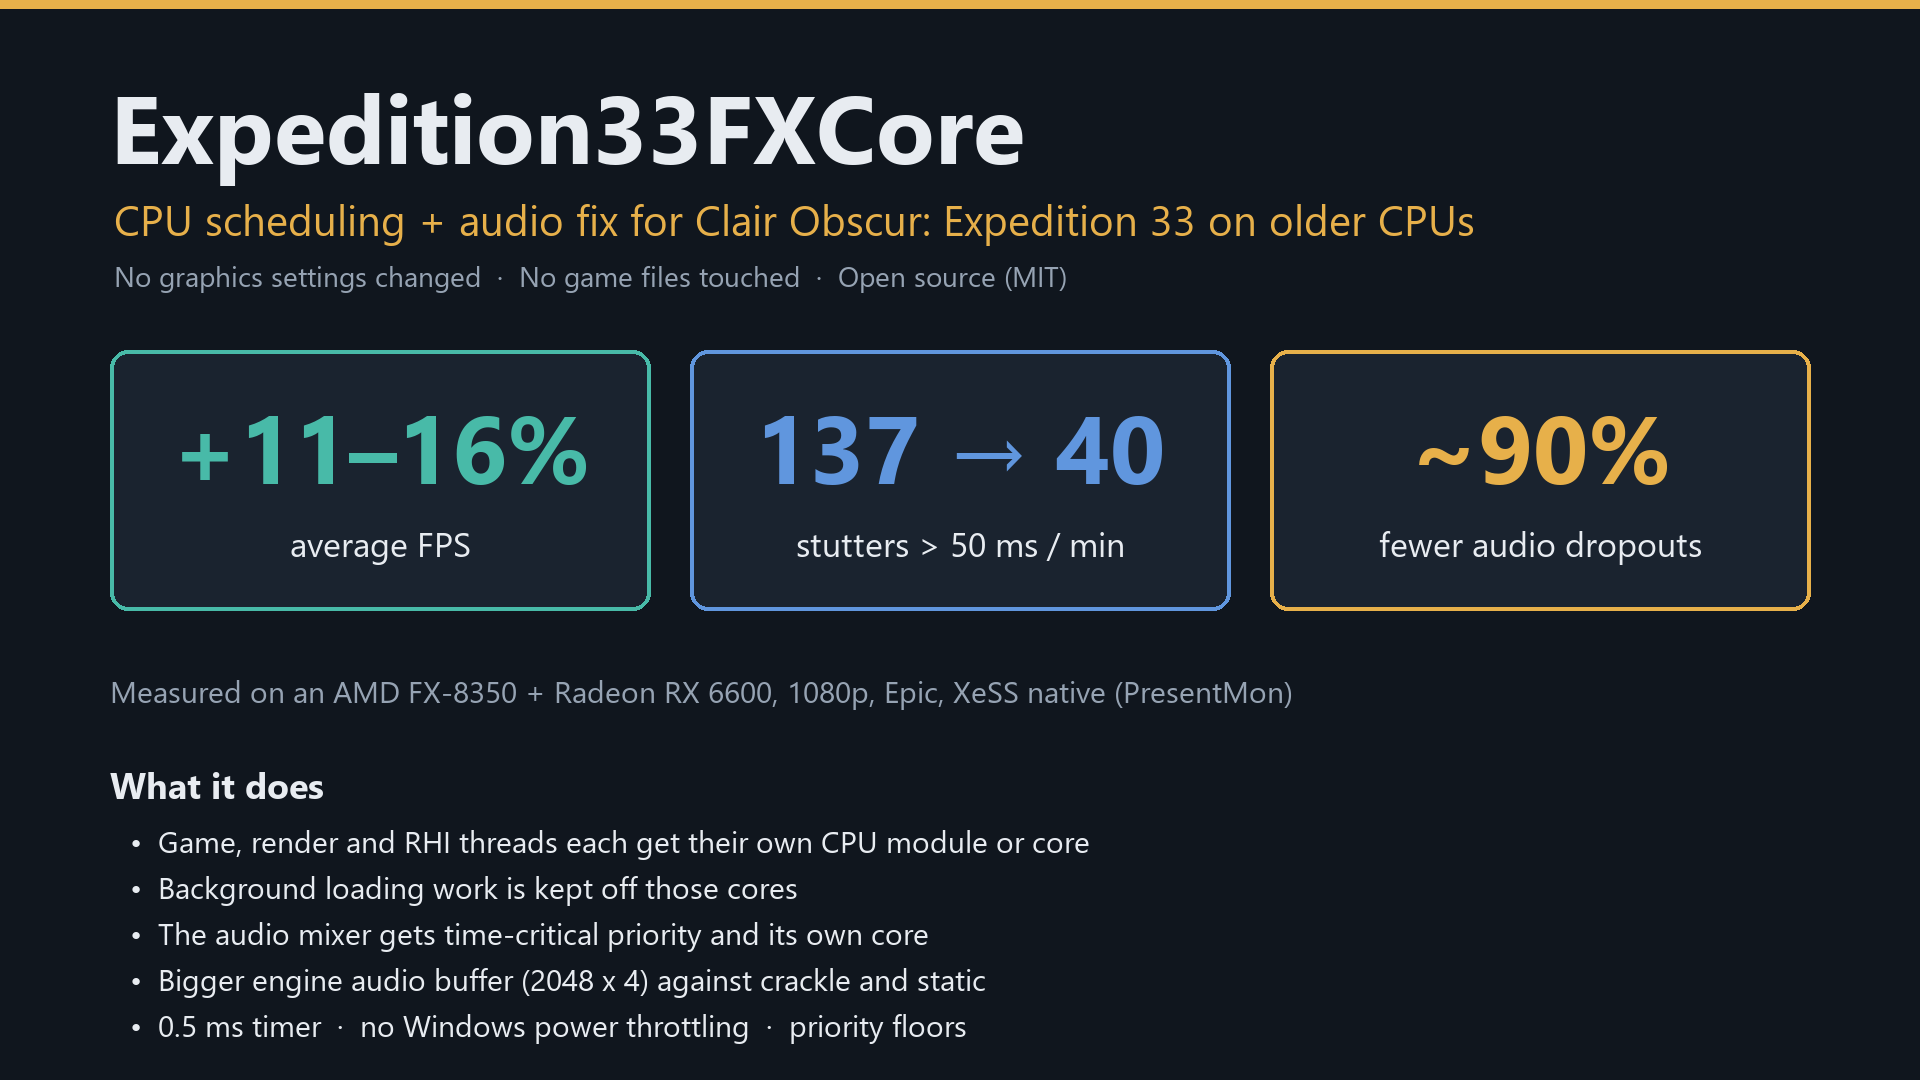 Expedition33FXCore
CPU scheduling + audio fix for Clair Obscur: Expedition 33 on older CPUs
No graphics settings changed · No game files touched · Open source (MIT)
+11–16%
average FPS
137 → 40
stutters > 50 ms / min
~90%
fewer audio dropouts
Measured on an AMD FX-8350 + Radeon RX 6600, 1080p, Epic, XeSS native (PresentMon)
What it does
• Game, render and RHI threads each get their own CPU module or core
• Background loading work is kept off those cores
• The audio mixer gets time-critical priority and its own core
• Bigger engine audio buffer (2048 x 4) against crackle and static
• 0.5 ms timer · no Windows power throttling · priority floors